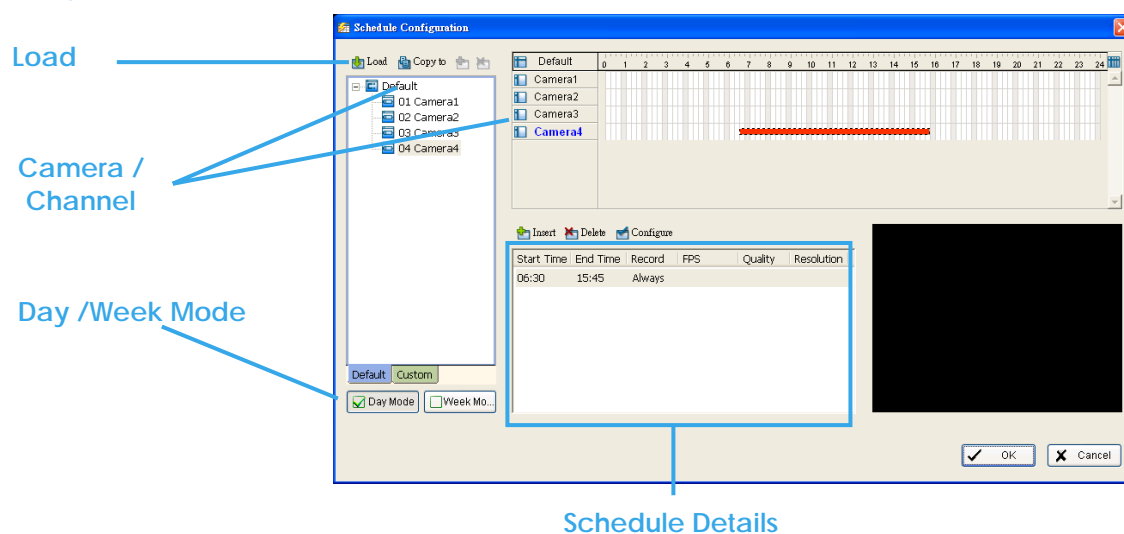 Schedule Configuration
Load
Load Copy to
Default 0 1 2 3 4 5 6 7 8 9 10 11 12 13 14 15 16 17 18 19 20 21 22 23 24
Camera1
Camera2
Camera3
Camera4
Default
01 Camera1
02 Camera2
03 Camera3
04 Camera4
Camera /
Channel
Insert Delete Configure
Start Time End Time Record FPS Quality Resolution
06:30 15:45 Always
Day /Week Mode
Default Custom
Day Mode Week Mo...
OK Cancel
Schedule Details